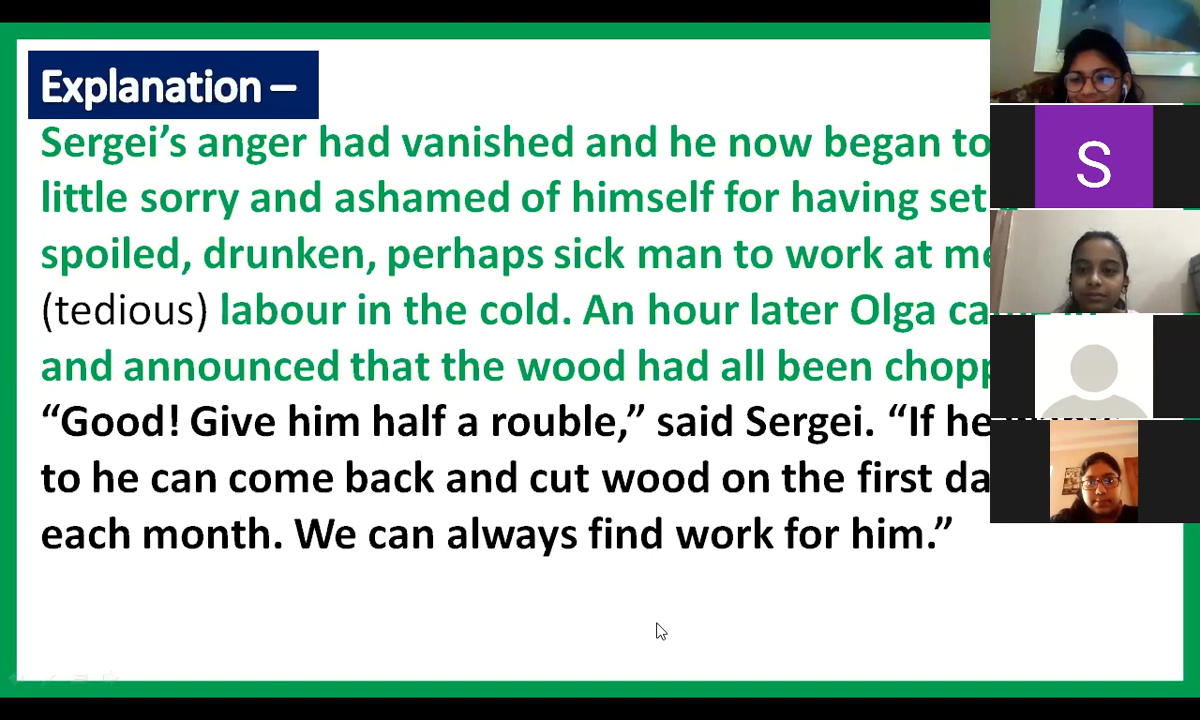 Explanation –
Sergei’s anger had vanished and he now began to
little sorry and ashamed of himself for having set
spoiled, drunken, perhaps sick man to work at
(tedious) labour in the cold. An hour later Olga
and announced that the wood had all been
“Good! Give him half a rouble,” said Sergei. “If he
to he can come back and cut wood on the first
each month. We can always find work for him.”
S